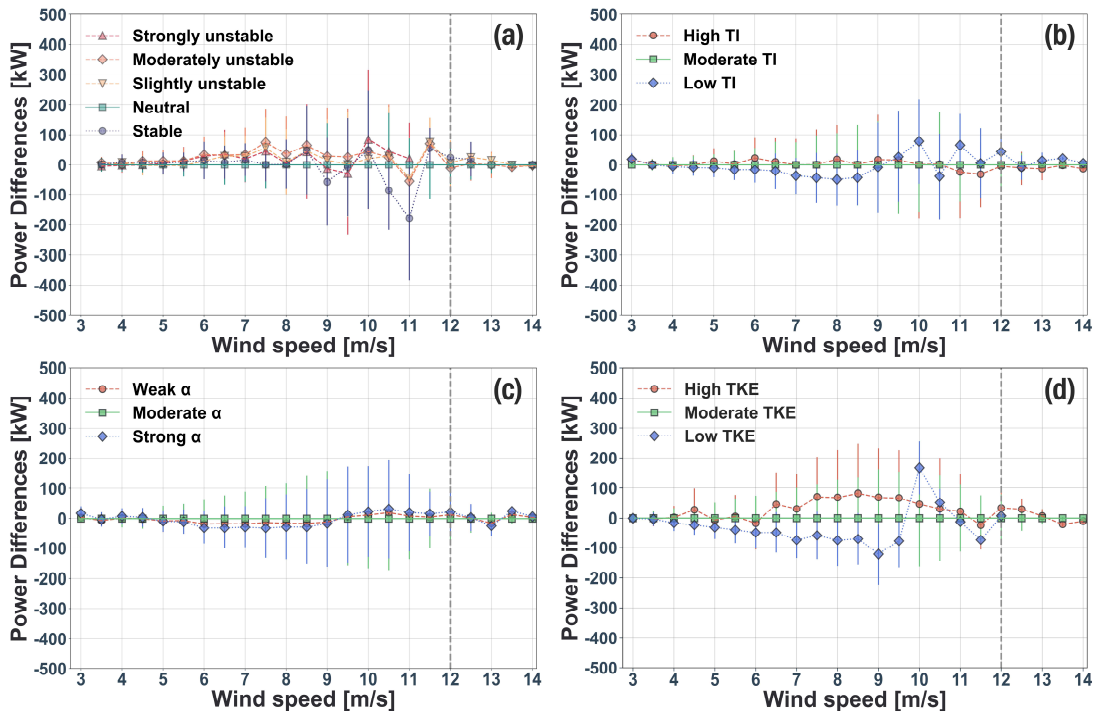 (a)
Strongly unstable
Moderately unstable
Slightly unstable
Neutral
Stable
500
400
300
200
100
0
-100
-200
-300
-400
-500
Power Differences [kW]
3 4 5 6 7 8 9 10 11 12 13 14
Wind speed [m/s]
(b)
High TI
Moderate TI
Low TI
500
400
300
200
100
0
-100
-200
-300
-400
-500
Power Differences [kW]
3 4 5 6 7 8 9 10 11 12 13 14
Wind speed [m/s]
(c)
Weak α
Moderate α
Strong α
500
400
300
200
100
0
-100
-200
-300
-400
-500
Power Differences [kW]
3 4 5 6 7 8 9 10 11 12 13 14
Wind speed [m/s]
(d)
High TKE
Moderate TKE
Low TKE
500
400
300
200
100
0
-100
-200
-300
-400
-500
Power Differences [kW]
3 4 5 6 7 8 9 10 11 12 13 14
Wind speed [m/s]